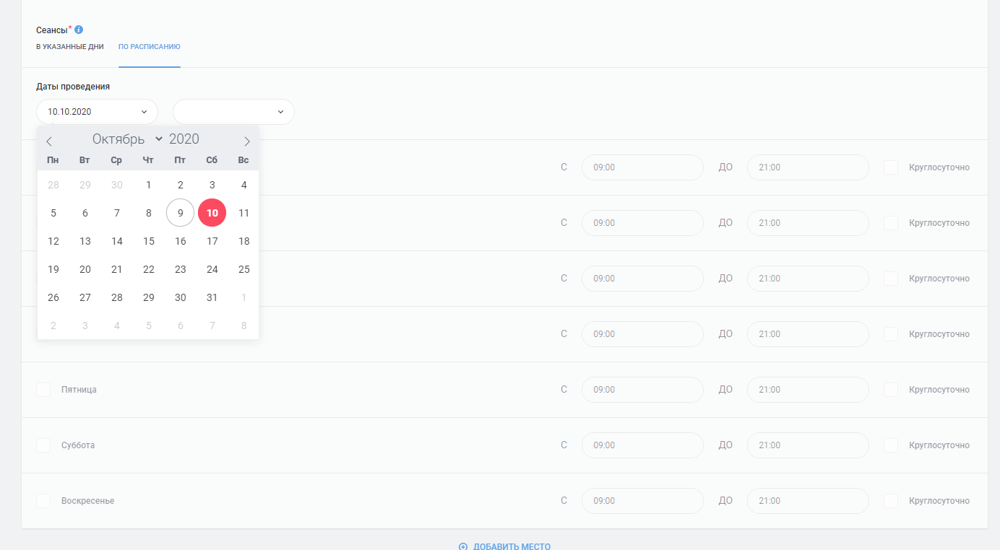 Сеансы*
В УКАЗАННЫЕ ДНИ ПО РАСПИСАНИЮ
Даты проведения
10.10.2020
Октябрь 2020
Пн Вт Ср Чт Пт Сб Вс
28 29 30 1 2 3 4
5 6 7 8 9 10 11
12 13 14 15 16 17 18
19 20 21 22 23 24 25
26 27 28 29 30 31 1
2 3 4 5 6 7 8
С 09:00 ДО 21:00 Круглосуточно
С 09:00 ДО 21:00 Круглосуточно
С 09:00 ДО 21:00 Круглосуточно
С 09:00 ДО 21:00 Круглосуточно
Пятница С 09:00 ДО 21:00 Круглосуточно
Суббота С 09:00 ДО 21:00 Круглосуточно
Воскресенье С 09:00 ДО 21:00 Круглосуточно
ДОБАВИТЬ МЕСТО